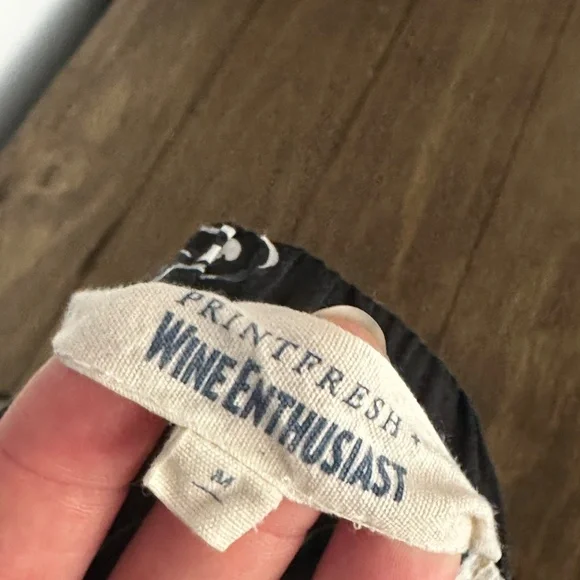 PRINTFRESH +
WINE ENTHUSIAST
M